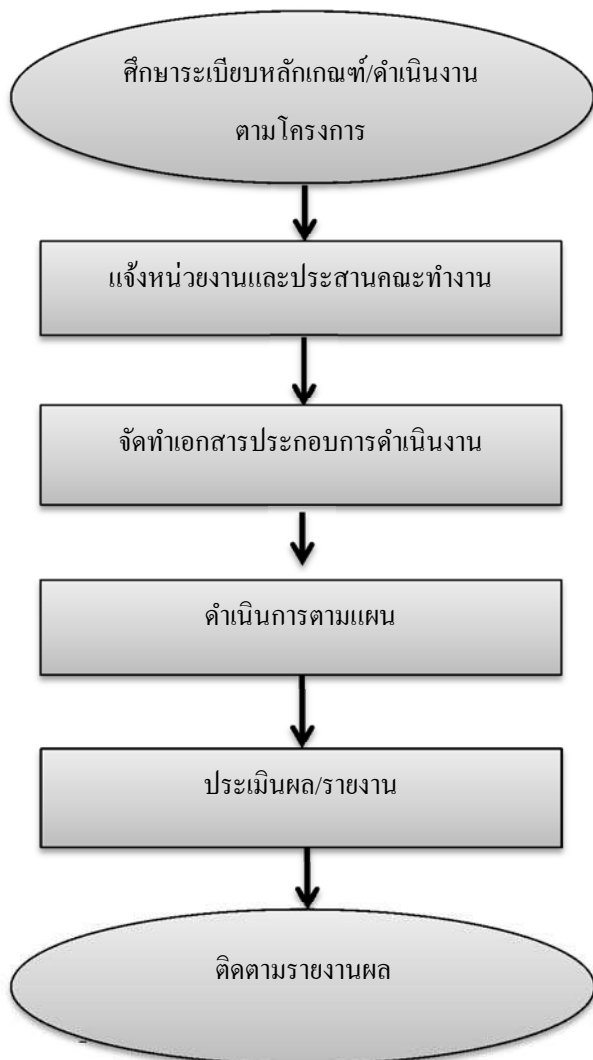 ศึกษาระเบียบหลักเกณฑ์/ดำเนินงาน
ตามโครงการ
แจ้งหน่วยงานและประสานคณะทำงาน
จัดทำเอกสารประกอบการดำเนินงาน
ดำเนินการตามแผน
ประเมินผล/รายงาน
ติดตามรายงานผล